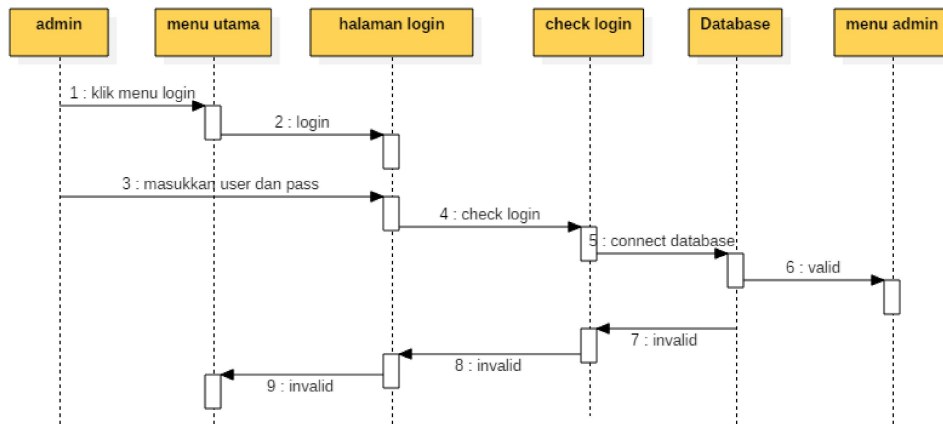 admin
menu utama
halaman login
check login
Database
menu admin
1 : klik menu login
2 : login
3 : masukkan user dan pass
4 : check login
5 : connect database
6 : valid
7 : invalid
8 : invalid
9 : invalid